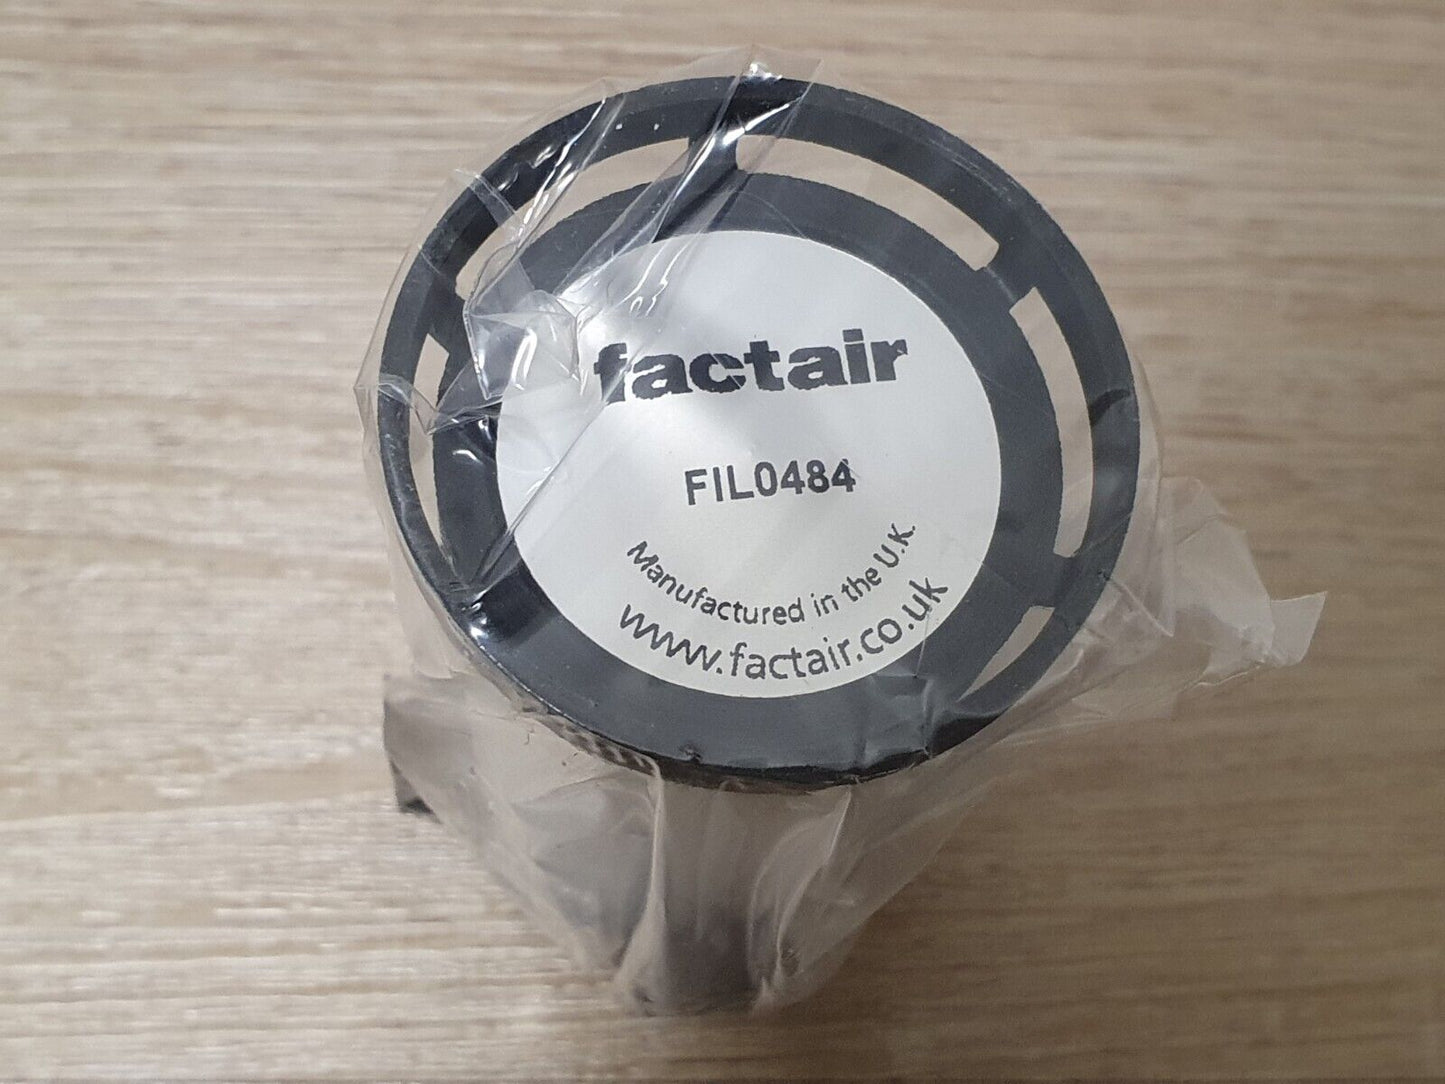 factair
FIL0484
Manufactured in the U.K.
www.factair.co.uk